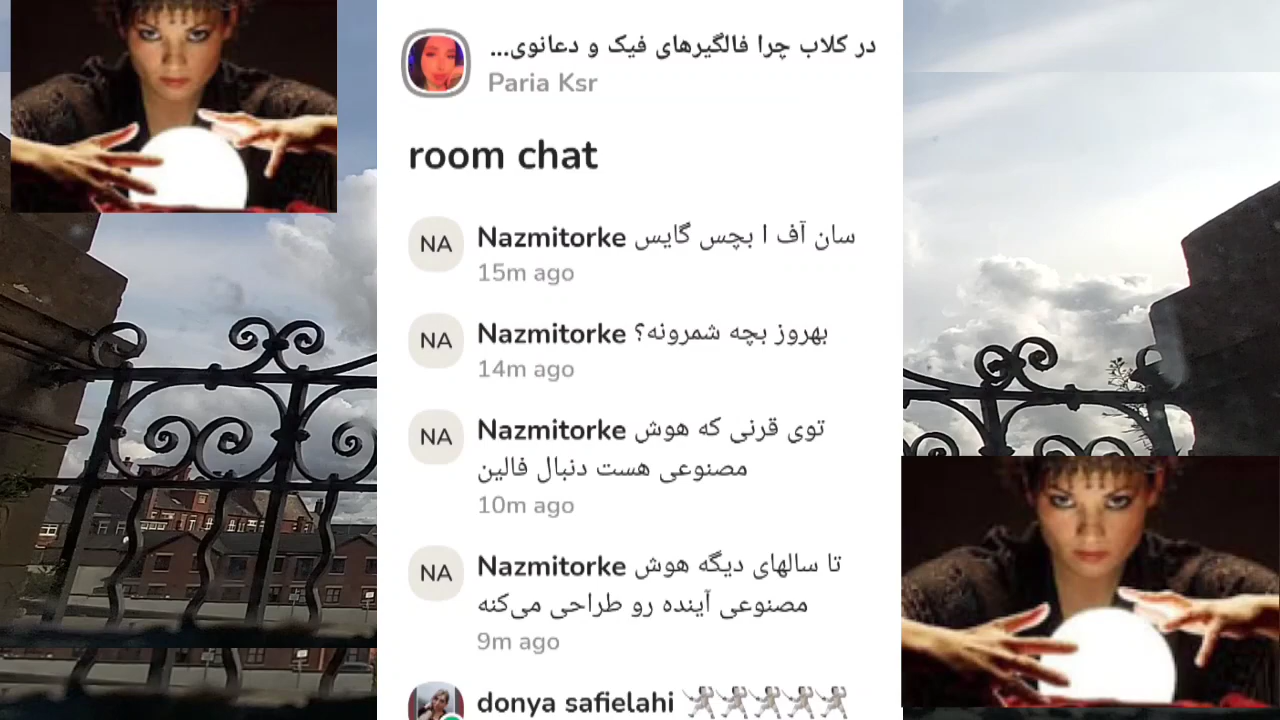 در کلاب چرا فالگیرهای فیک و دعانوی...
Paria Ksr
room chat
NA
Nazmitorke سان آف ا بچس گایس
15m ago
NA
Nazmitorke بهروز بچه شمرونه؟
14m ago
NA
Nazmitorke توی قرنی که هوش
مصنوعی هست دنبال فالین
10m ago
NA
Nazmitorke تا سالهای دیگه هوش
مصنوعی آینده رو طراحی می‌کنه
9m ago
donya safielahi 🤺🤺🤺🤺🤺